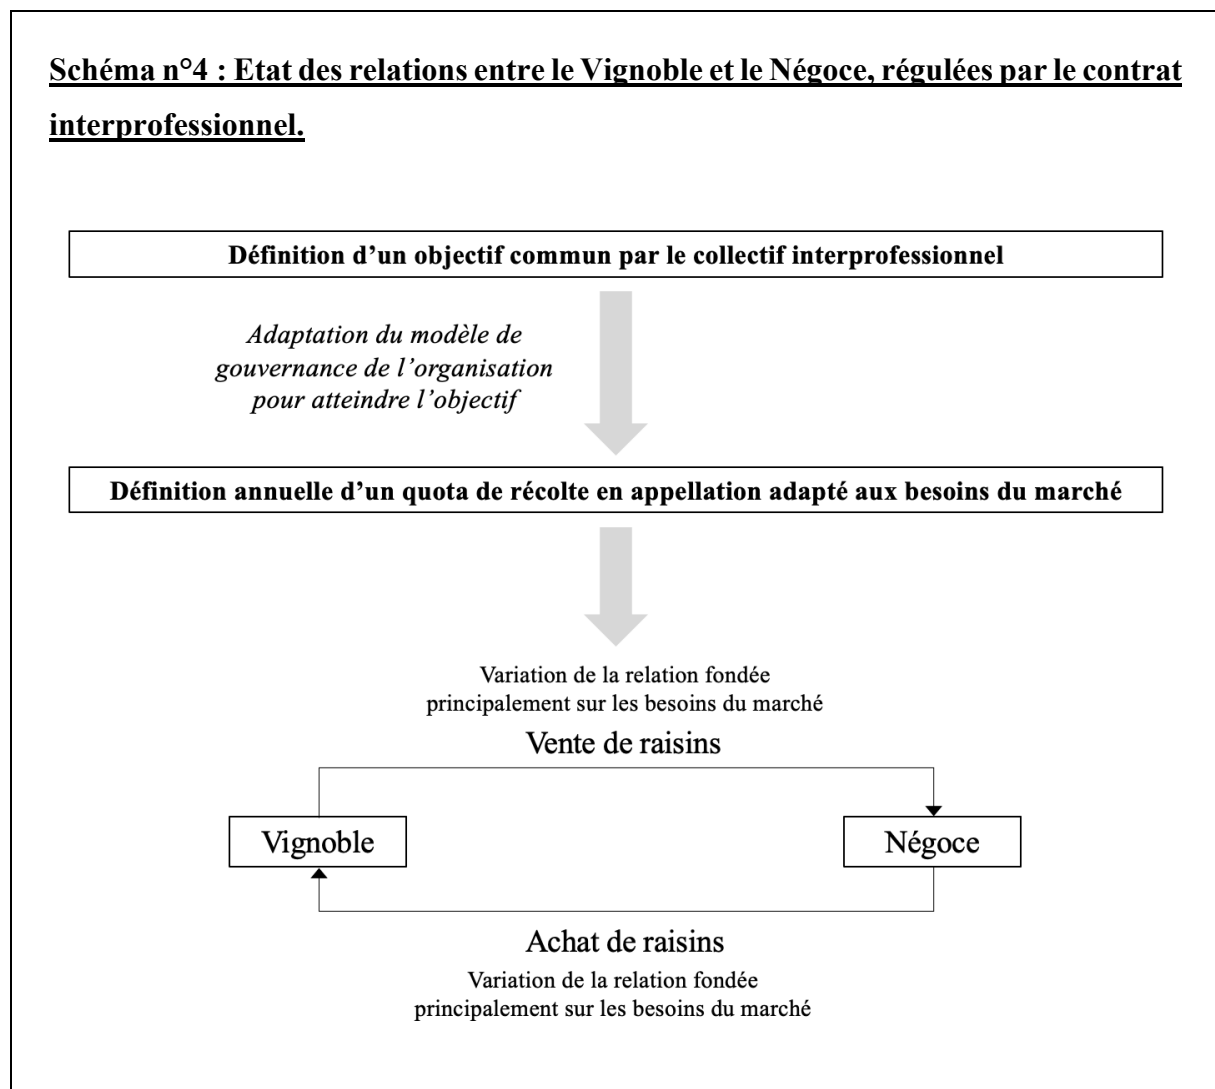 Schéma n°4 : Etat des relations entre le Vignoble et le Négoce, régulées par le contrat
interprofessionnel.
Définition d’un objectif commun par le collectif interprofessionnel
Adaptation du modèle de
gouvernance de l’organisation
pour atteindre l’objectif
Définition annuelle d’un quota de récolte en appellation adapté aux besoins du marché
Variation de la relation fondée
principalement sur les besoins du marché
Vente de raisins
Vignoble
Négoce
Achat de raisins
Variation de la relation fondée
principalement sur les besoins du marché